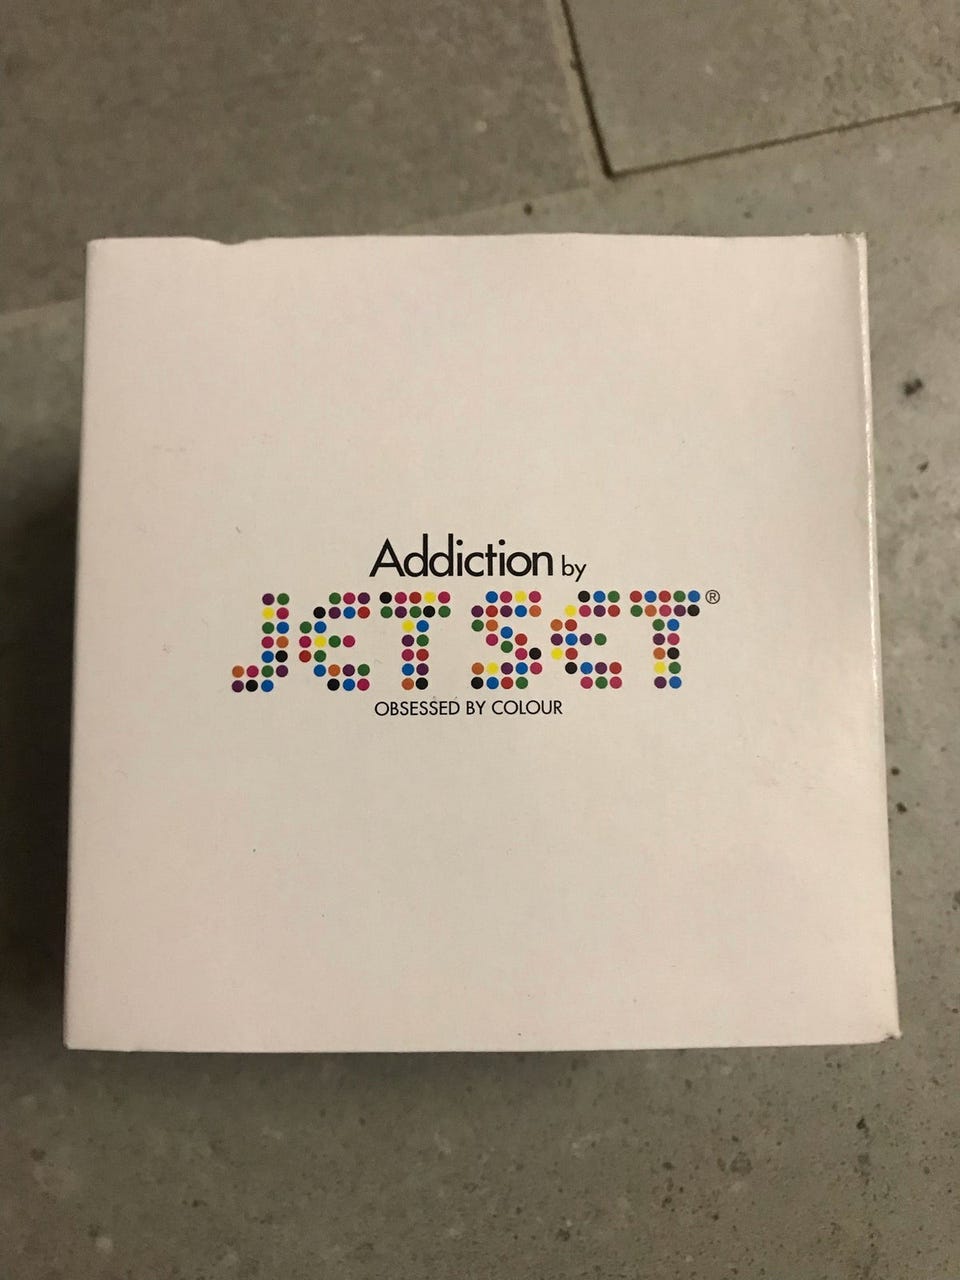 Addiction by
JET SET®
OBSESSED BY COLOUR